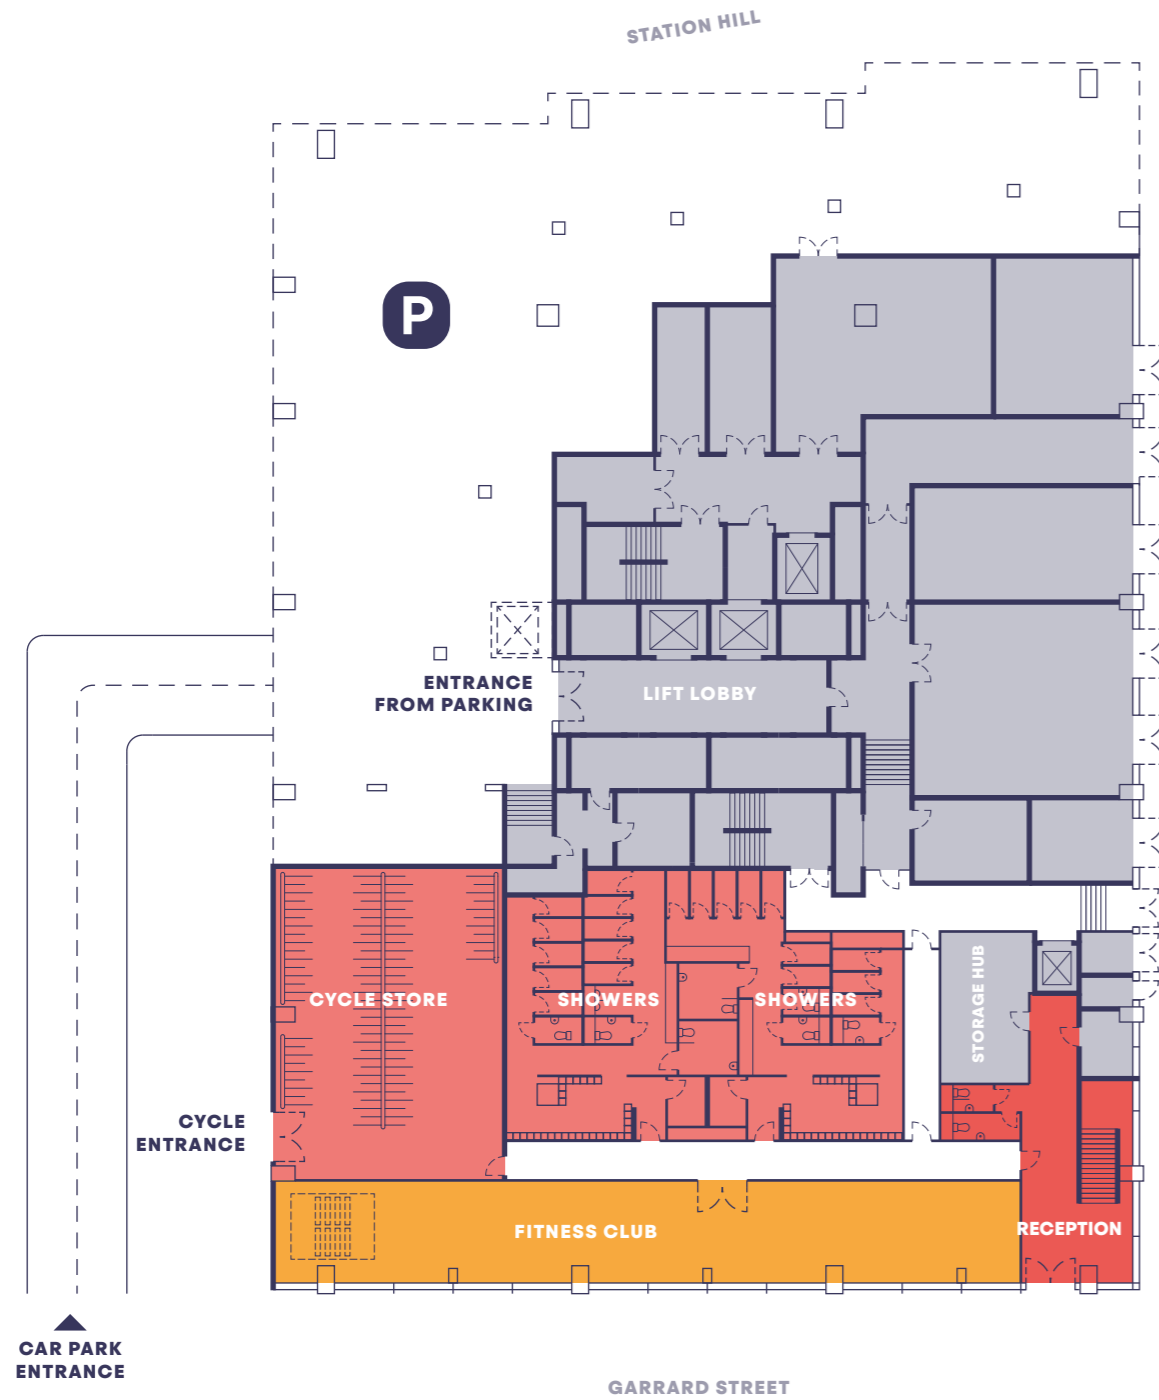 STATION HILL
P
ENTRANCE
FROM PARKING
LIFT LOBBY
CYCLE STORE
SHOWERS
SHOWERS
STORAGE HUB
CYCLE
ENTRANCE
FITNESS CLUB
RECEPTION
CAR PARK
ENTRANCE
GARRARD STREET